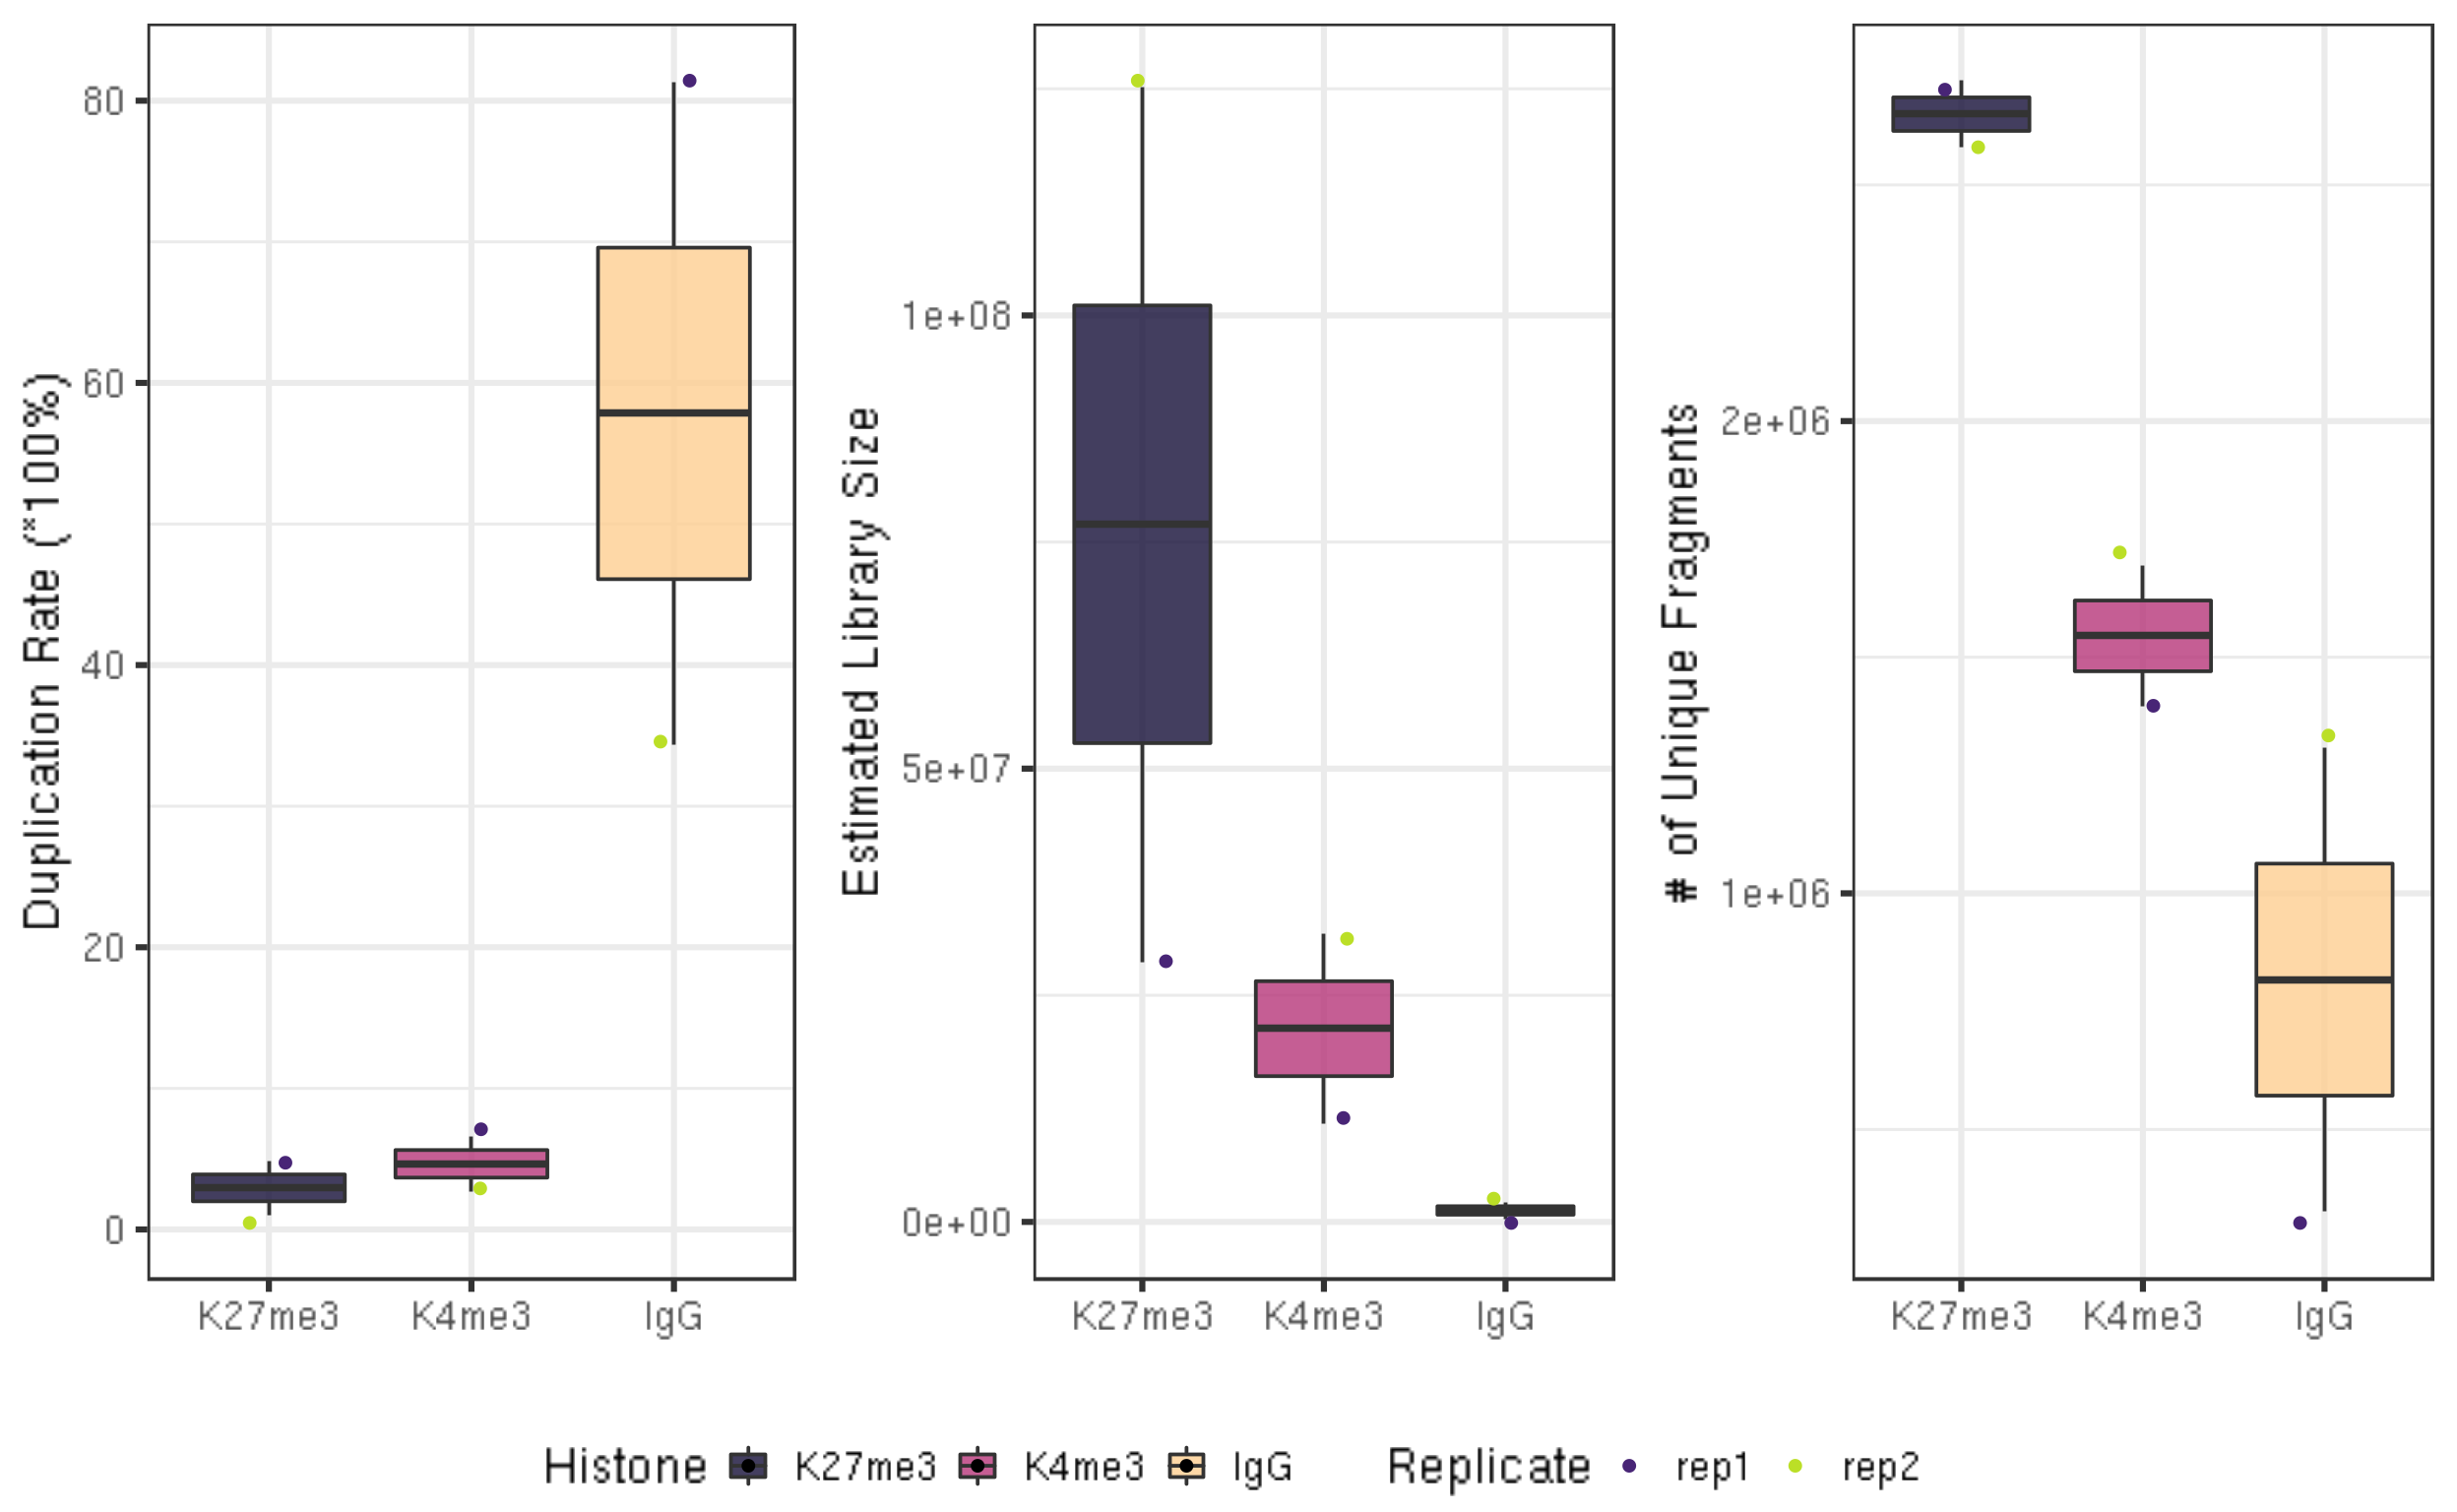 Duplication Rate (*100%)
80
60
40
20
0
K27me3 K4me3 IgG
Estimated Library Size
1e+08
5e+07
0e+00
K27me3 K4me3 IgG
# of Unique Fragments
2e+06
1e+06
K27me3 K4me3 IgG
Histone K27me3 K4me3 IgG Replicate rep1 rep2